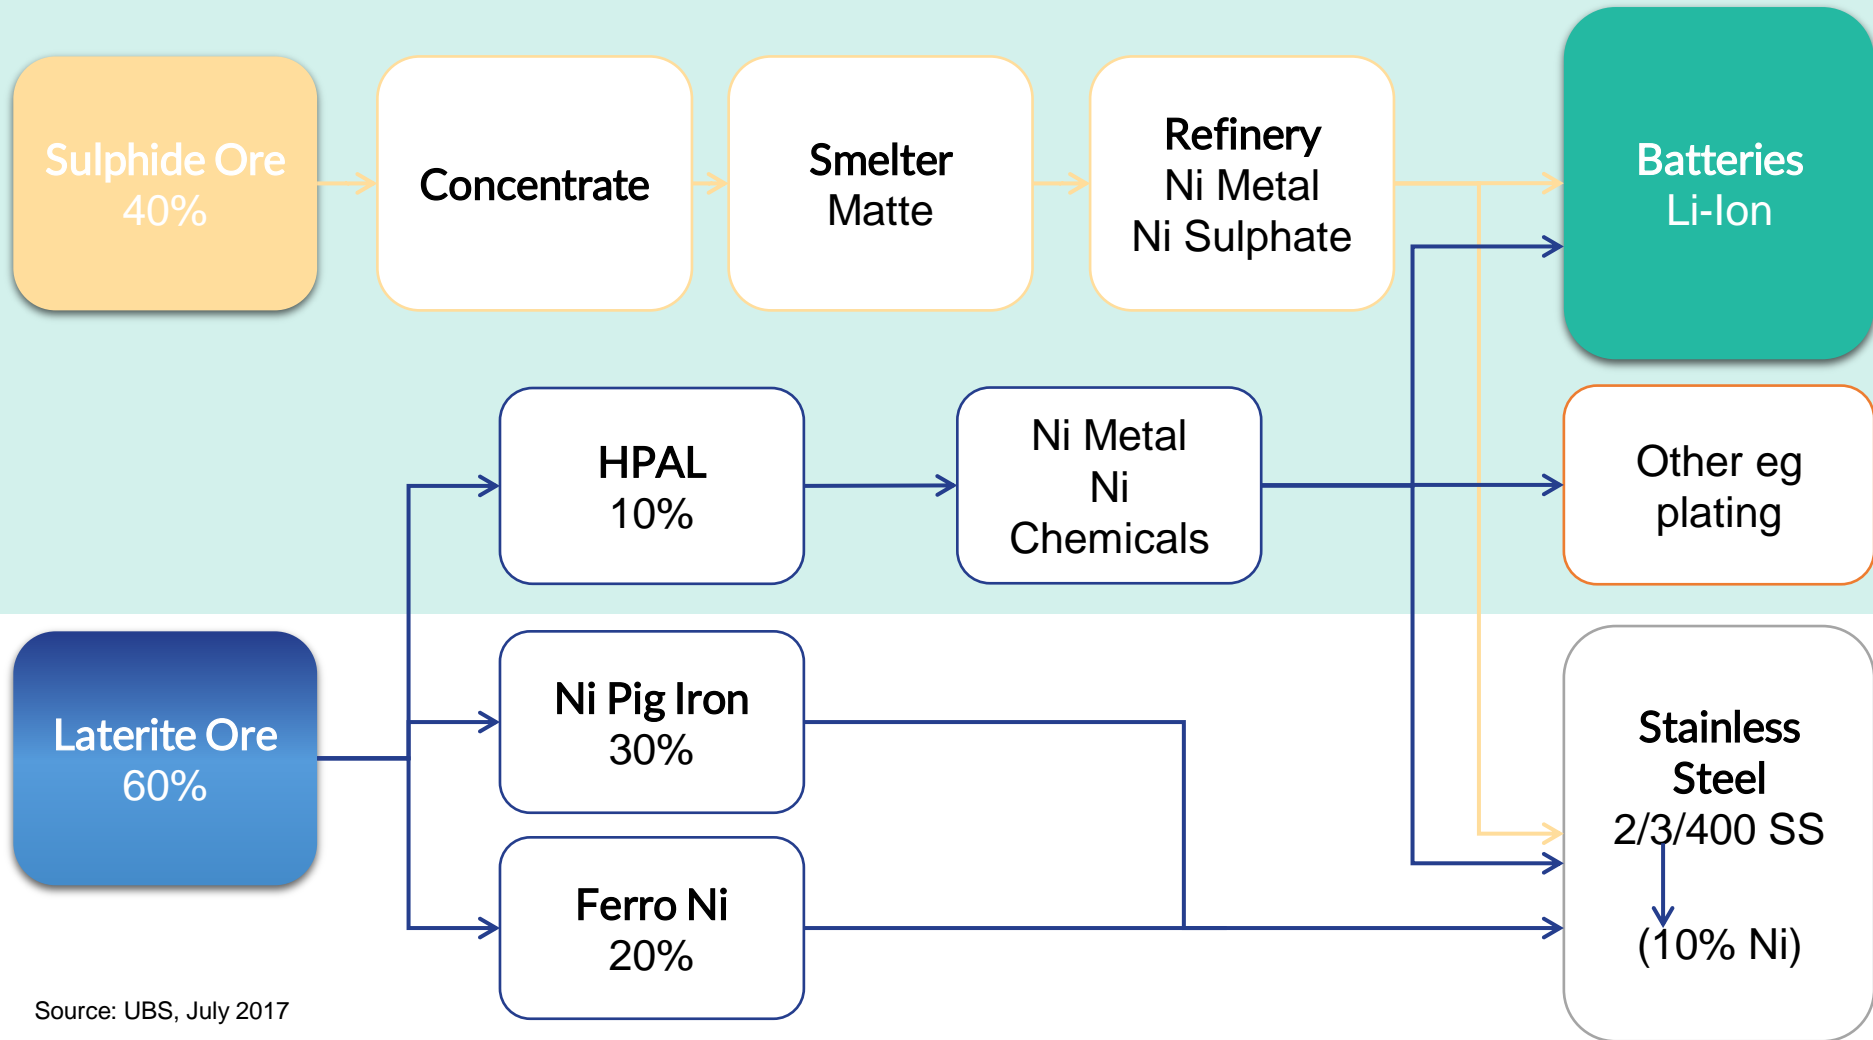 Sulphide Ore
40%
Concentrate
Smelter
Matte
Refinery
Ni Metal
Ni Sulphate
Batteries
Li-Ion
HPAL
10%
Ni Metal
Ni
Chemicals
Other eg
plating
Laterite Ore
60%
Ni Pig Iron
30%
Ferro Ni
20%
Stainless
Steel
2/3/400 SS
(10% Ni)
Source: UBS, July 2017